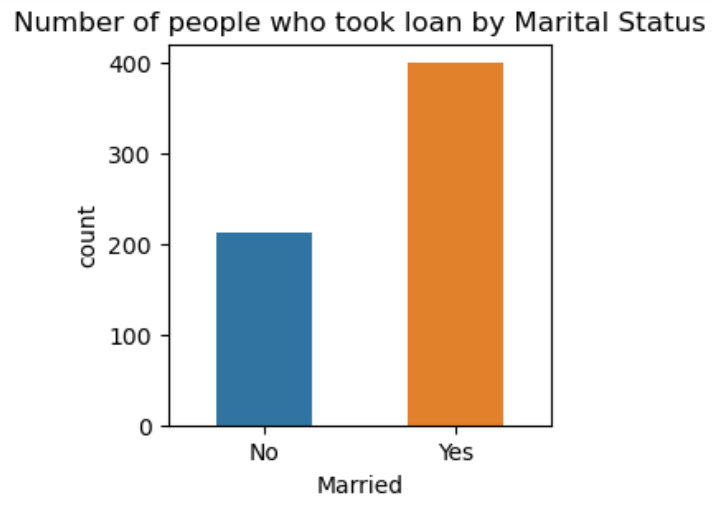 Number of people who took loan by Marital Status
400
300
200
100
0
count
No
Yes
Married